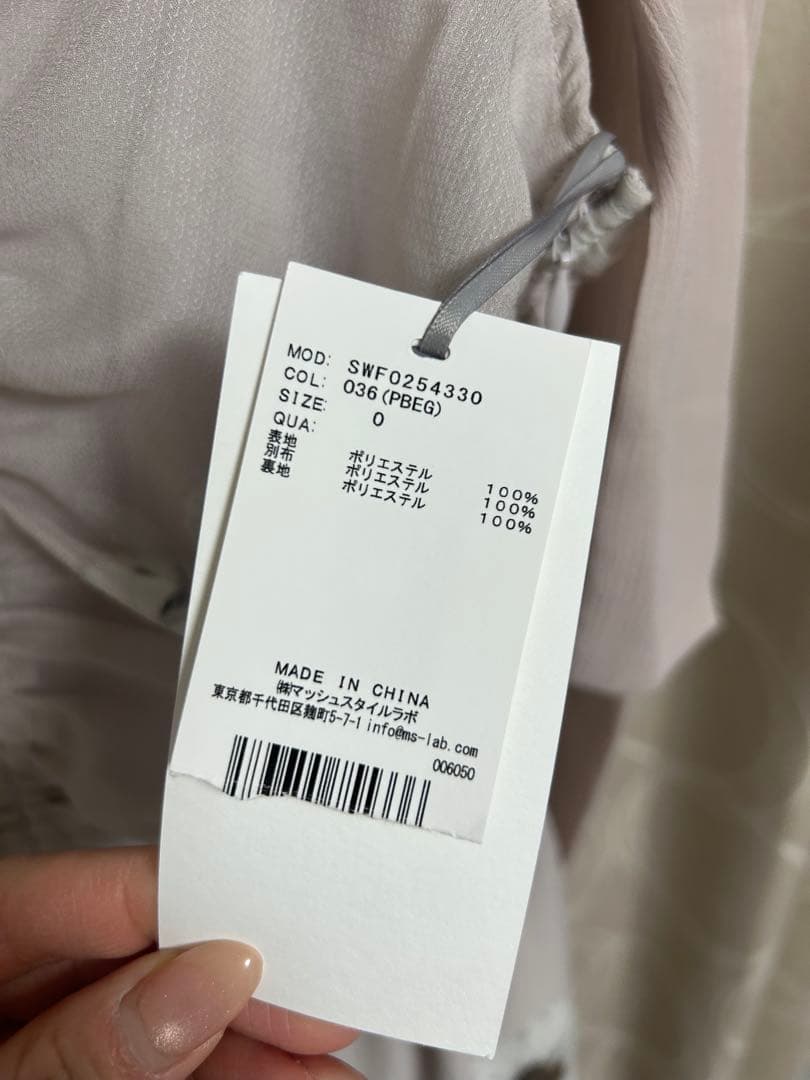 MOD: SWF0254330
COL: 036(PBEG)
SIZE: 0
QUA:
表地 ポリエステル 100%
別布 ポリエステル 100%
裏地 ポリエステル 100%
MADE IN CHINA
㈱マッシュスタイルラボ
東京都千代田区麹町5-7-1 info@ms-lab.com
006050